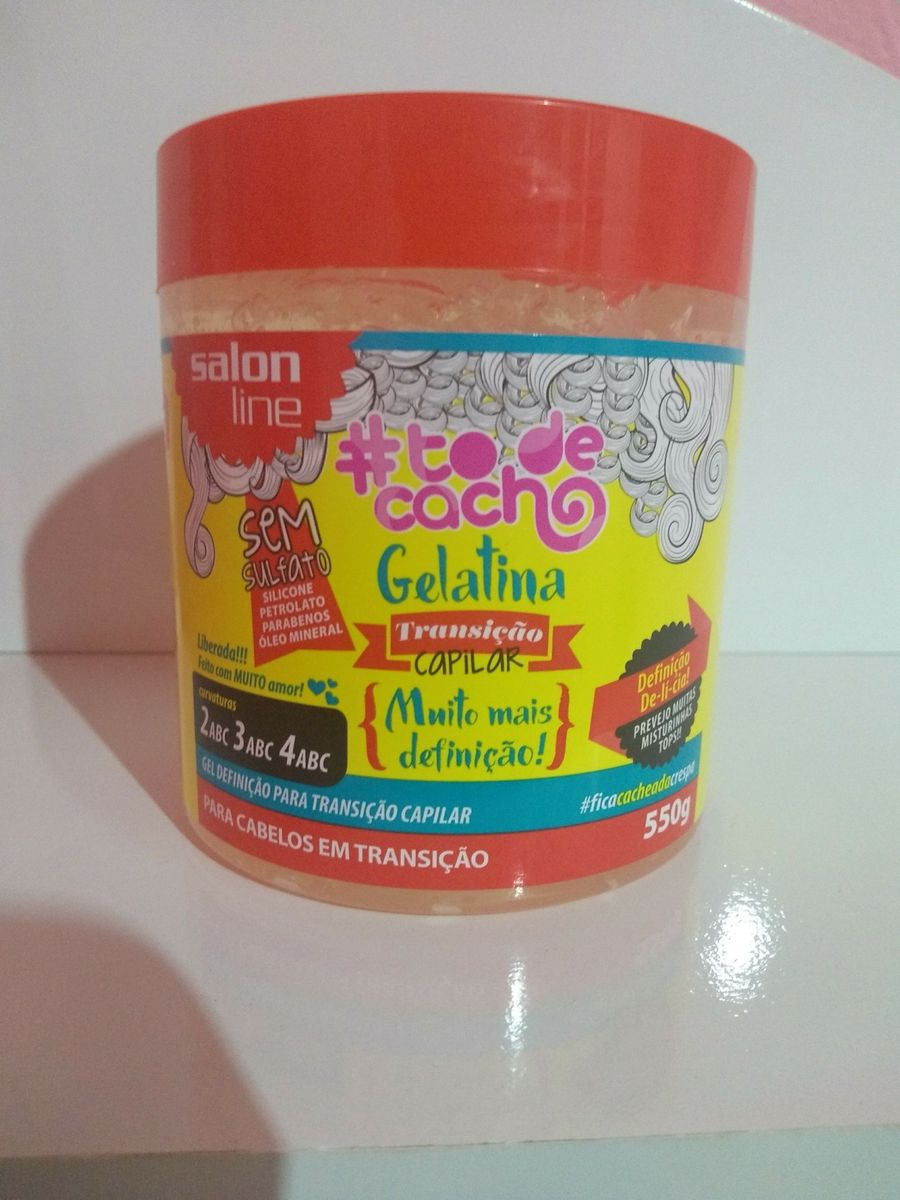 salon
line
#to de
cacho
SEM
SULFATO
SILICONE
PETROLATO
PARABENOS
ÓLEO MINERAL
Gelatina
Transição
CAPILAR
{Muito mais
definição!}
Liberada!!!
Feito com MUITO amor!
curvaturas
2ABC 3ABC 4ABC
Definição
De-lí-cia!
PREVEJO MUITAS
MISTURINHAS
TOPS!!
GEL DEFINIÇÃO PARA TRANSIÇÃO CAPILAR
#ficacacheadacrespa
PARA CABELOS EM TRANSIÇÃO
550g